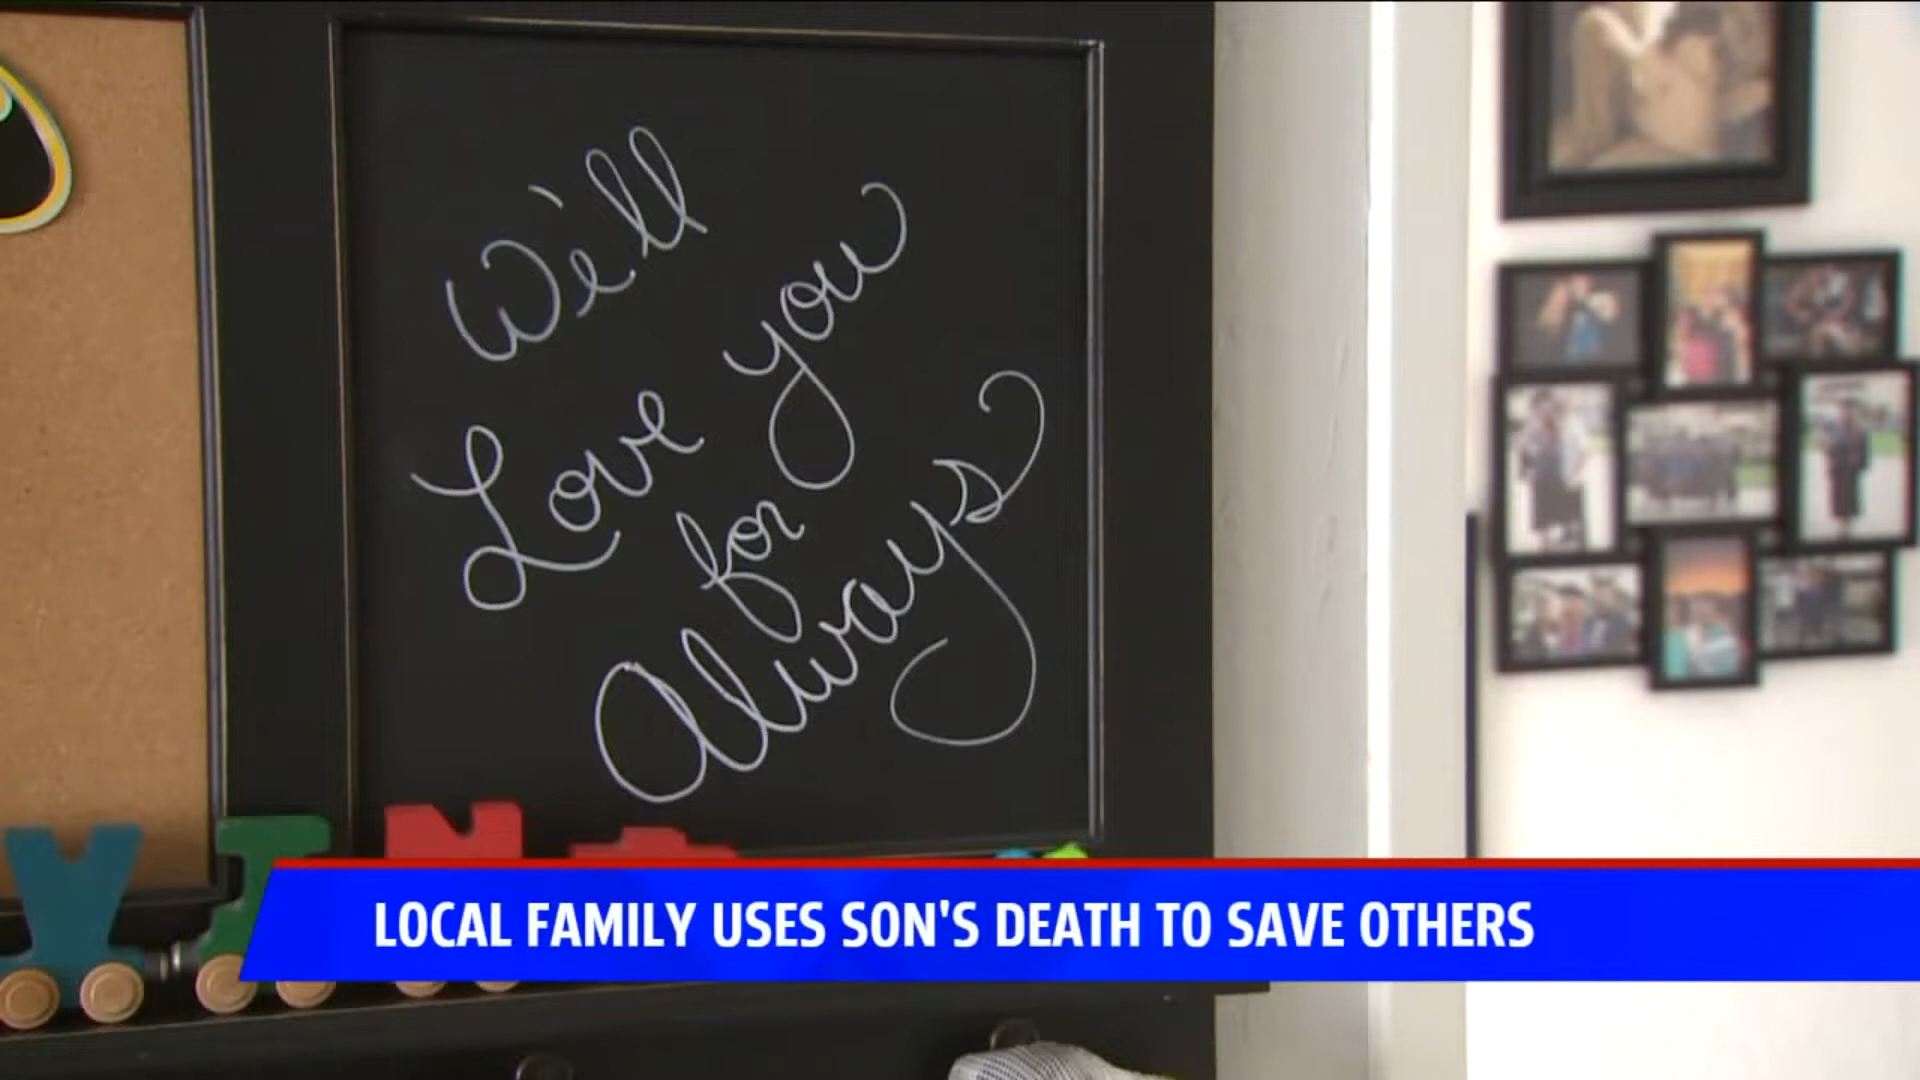 We'll
Love you
for
Always
Y I N
LOCAL FAMILY USES SON'S DEATH TO SAVE OTHERS